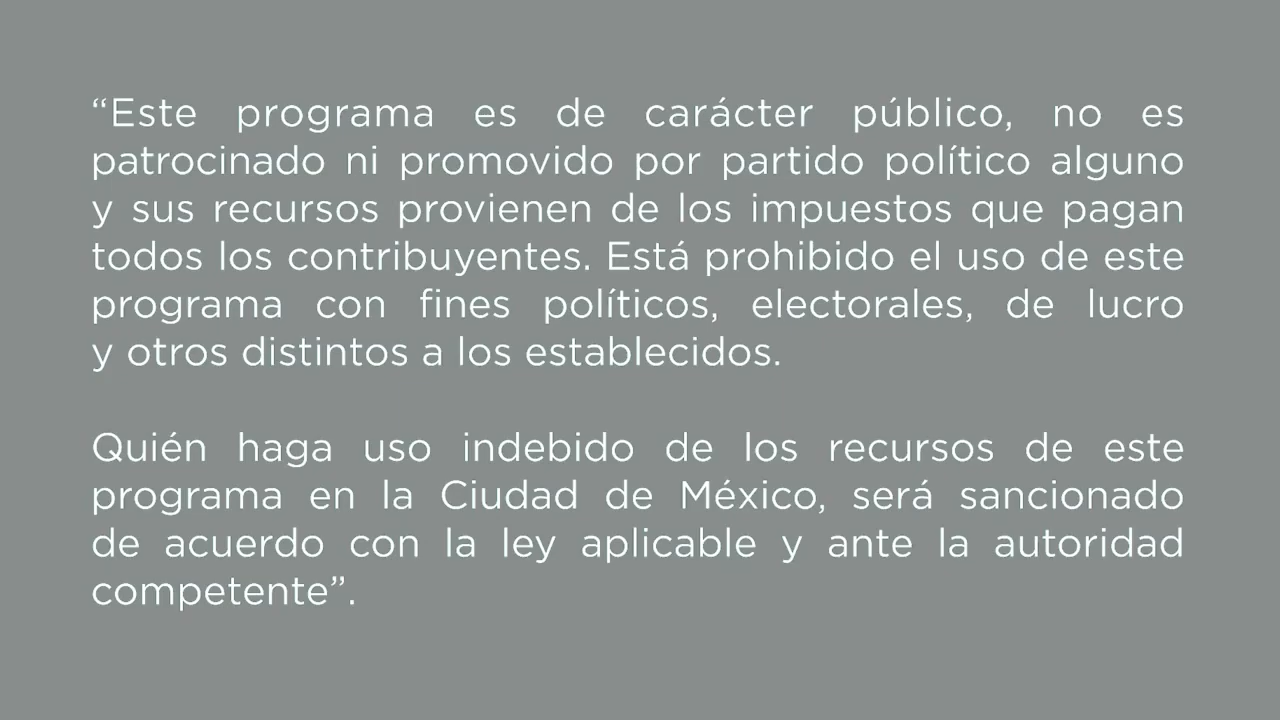 “Este programa es de carácter público, no es
patrocinado ni promovido por partido político alguno
y sus recursos provienen de los impuestos que pagan
todos los contribuyentes. Está prohibido el uso de este
programa con fines políticos, electorales, de lucro
y otros distintos a los establecidos.
Quién haga uso indebido de los recursos de este
programa en la Ciudad de México, será sancionado
de acuerdo con la ley aplicable y ante la autoridad
competente”.